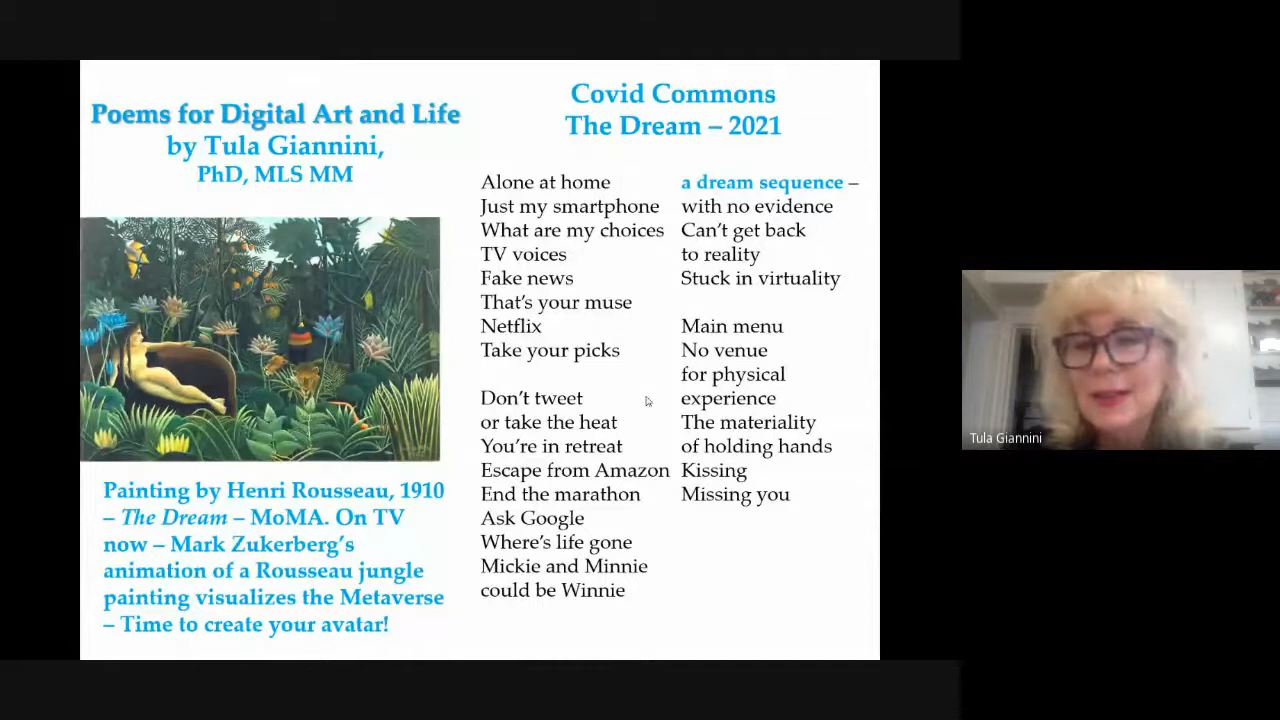 Poems for Digital Art and Life
by Tula Giannini,
PhD, MLS MM
Painting by Henri Rousseau, 1910
– The Dream – MoMA. On TV
now – Mark Zukerberg’s
animation of a Rousseau jungle
painting visualizes the Metaverse
– Time to create your avatar!
Covid Commons
The Dream – 2021
Alone at home
Just my smartphone
What are my choices
TV voices
Fake news
That’s your muse
Netflix
Take your picks
Don’t tweet
or take the heat
You’re in retreat
Escape from Amazon
End the marathon
Ask Google
Where’s life gone
Mickie and Minnie
could be Winnie
a dream sequence –
with no evidence
Can’t get back
to reality
Stuck in virtuality
Main menu
No venue
for physical
experience
The materiality
of holding hands
Kissing
Missing you
Tula Giannini